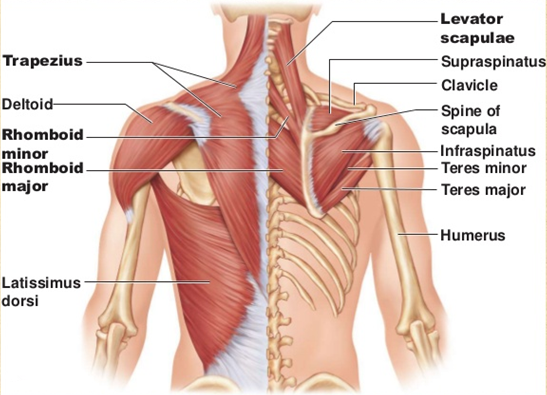 Trapezius
Deltoid
Rhomboid
minor
Rhomboid
major
Latissimus
dorsi
Levator
scapulae
Supraspinatus
Clavicle
Spine of
scapula
Infraspinatus
Teres minor
Teres major
Humerus